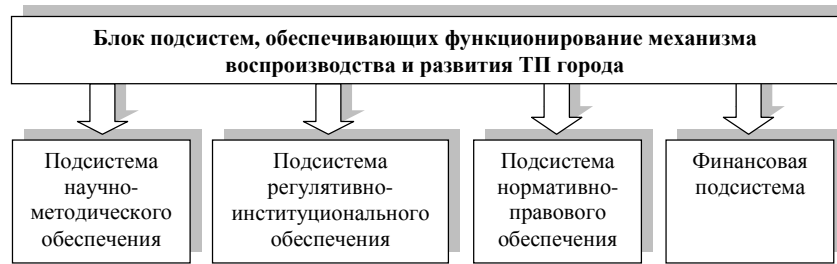 Блок подсистем, обеспечивающих функционирование механизма
воспроизводства и развития ТП города
Подсистема
научно-
методического
обеспечения
Подсистема
регулятивно-
институционального
обеспечения
Подсистема
нормативно-
правового
обеспечения
Финансовая
подсистема